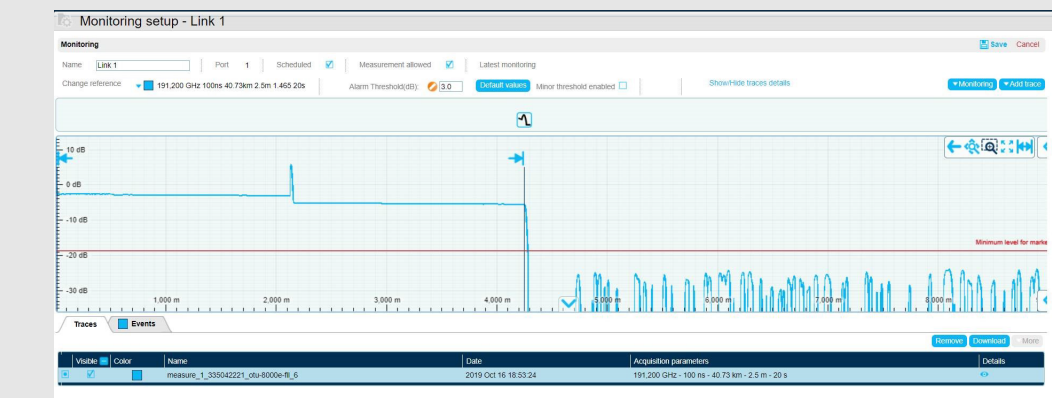 Monitoring setup - Link 1
Monitoring
Save Cancel
Name Link 1 Port 1 Scheduled Measurement allowed Latest monitoring
Change reference 191,200 GHz 100ns 40.73km 2.5m 1.465 20s Alarm Threshold(dB): 3.0 Default values Minor threshold enabled Show/Hide traces details Monitoring Add trace
10 dB
0 dB
-10 dB
Minimum level for marke
-20 dB
-30 dB
1,000 m 2,000 m 3,000 m 4,000 m 5,000 m 6,000 m 7,000 m 8,000 m
Traces Events
Remove Download More
Visible Color Name Date Acquisition parameters Details
measure_1_335042221_otu-8000e-fli_6 2019 Oct 16 18:53:24 191,200 GHz - 100 ns - 40.73 km - 2.5 m - 20 s